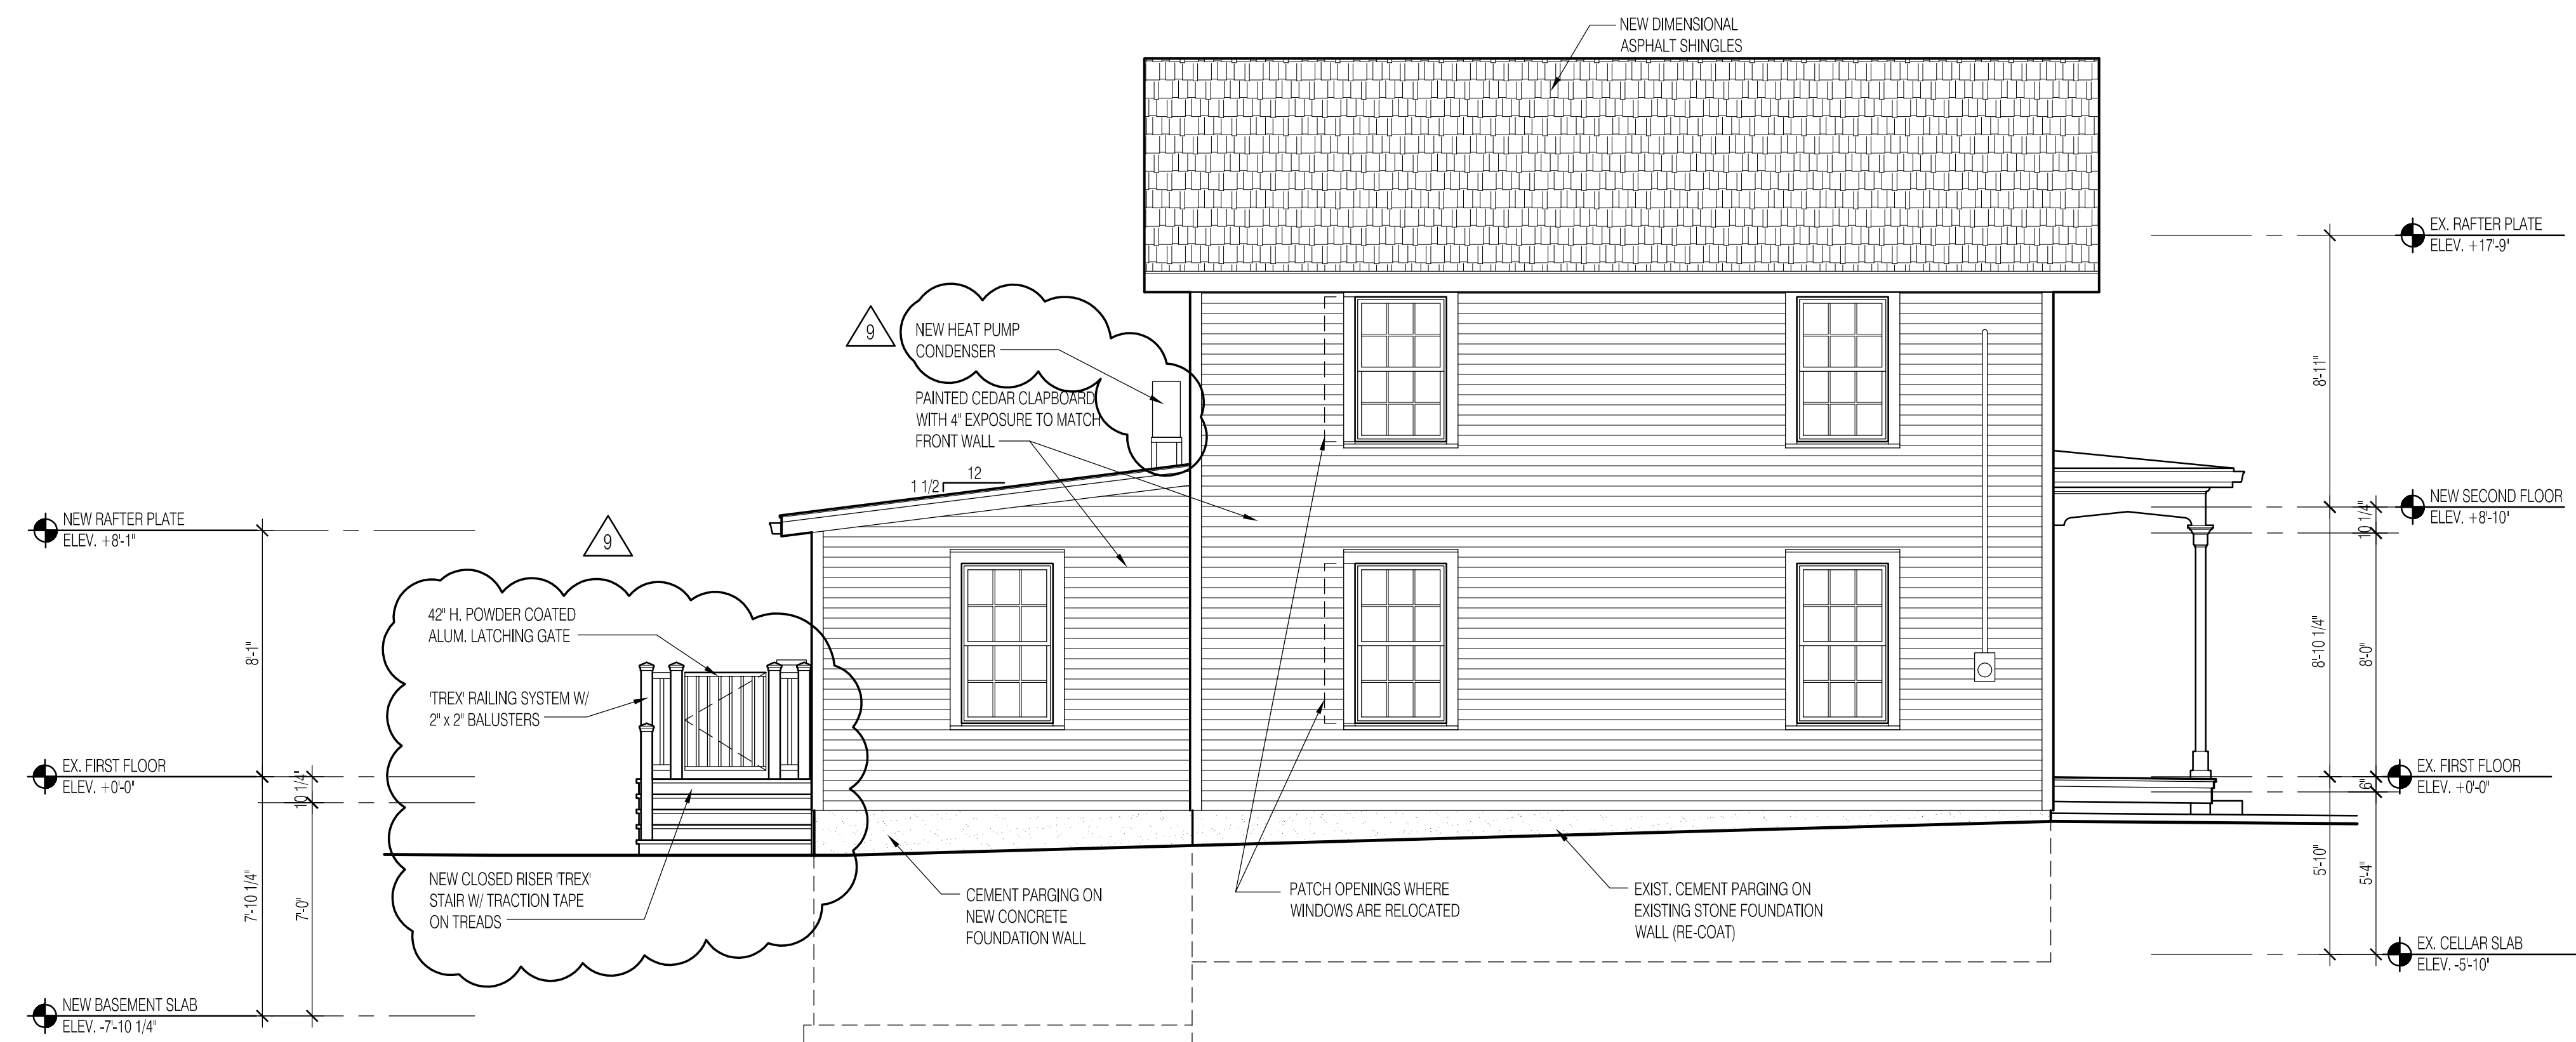 NEW DIMENSIONAL
ASPHALT SHINGLES
EX. RAFTER PLATE
ELEV. +17'-9"
9
NEW HEAT PUMP
CONDENSER
PAINTED CEDAR CLAPBOARD
WITH 4" EXPOSURE TO MATCH
FRONT WALL
8'-11"
12
1 1/2
NEW SECOND FLOOR
ELEV. +8'-10"
10 1/4"
NEW RAFTER PLATE
ELEV. +8'-1"
9
42" H. POWDER COATED
ALUM. LATCHING GATE
8'-1"
8'-10 1/4"
8'-0"
'TREX' RAILING SYSTEM W/
2" x 2" BALUSTERS
EX. FIRST FLOOR
ELEV. +0'-0"
10 1/4"
EX. FIRST FLOOR
ELEV. +0'-0"
6"
NEW CLOSED RISER 'TREX'
STAIR W/ TRACTION TAPE
ON TREADS
7'-10 1/4"
7'-0"
CEMENT PARGING ON
NEW CONCRETE
FOUNDATION WALL
PATCH OPENINGS WHERE
WINDOWS ARE RELOCATED
EXIST. CEMENT PARGING ON
EXISTING STONE FOUNDATION
WALL (RE-COAT)
5'-10"
5'-4"
EX. CELLAR SLAB
ELEV. -5'-10"
NEW BASEMENT SLAB
ELEV. -7'-10 1/4"